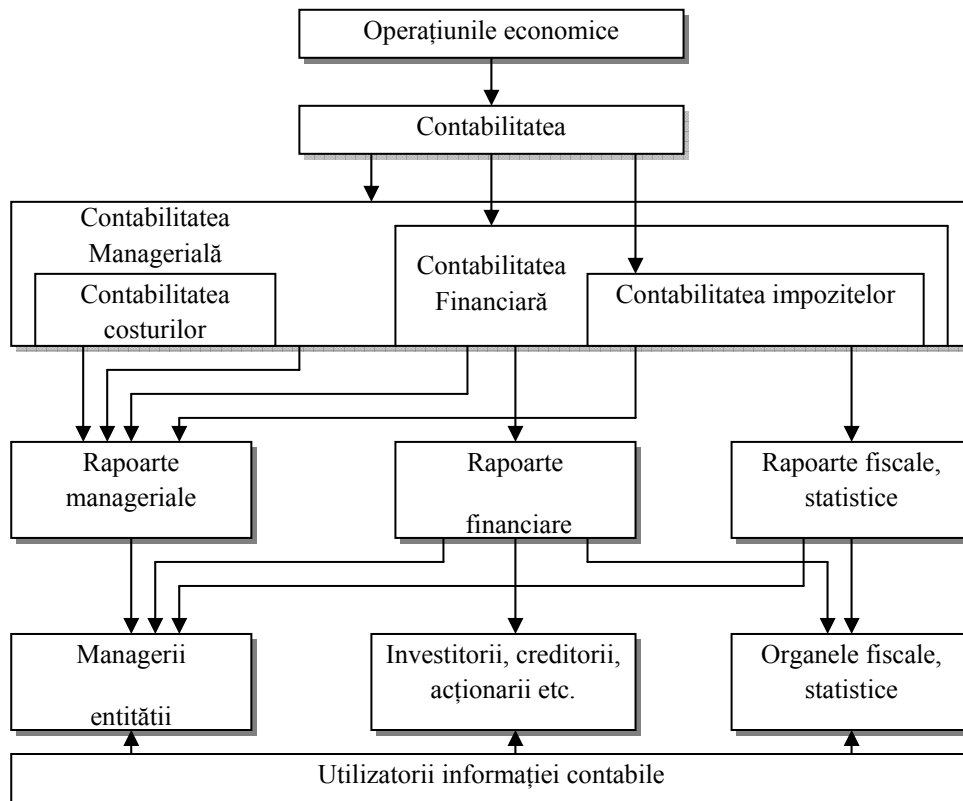 Operațiunile economice
Contabilitatea
Contabilitatea
Managerială
Contabilitatea
costurilor
Contabilitatea
Financiară
Contabilitatea impozitelor
Rapoarte
manageriale
Rapoarte
financiare
Rapoarte fiscale,
statistice
Managerii
entitătii
Investitorii, creditorii,
acționarii etc.
Organele fiscale,
statistice
Utilizatorii informației contabile